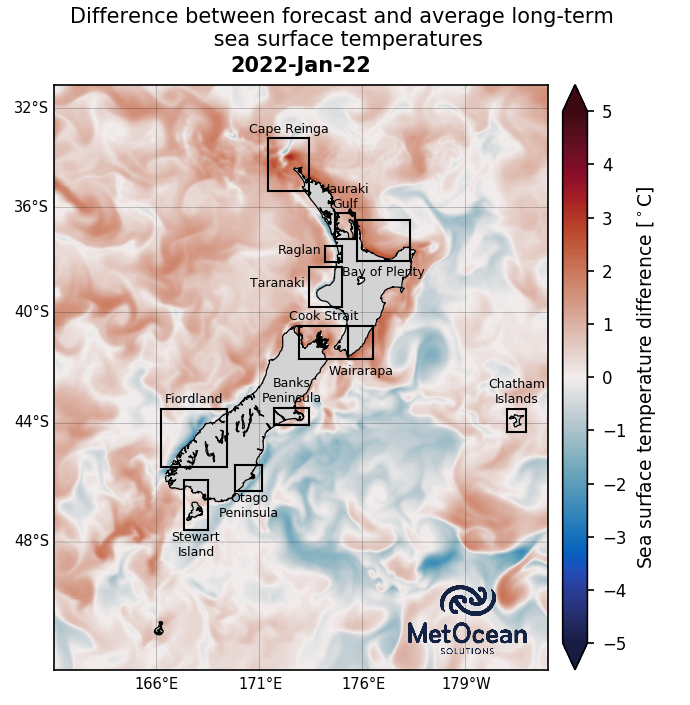 Difference between forecast and average long-term
sea surface temperatures
2022-Jan-22
32°S
36°S
40°S
44°S
48°S
166°E
171°E
176°E
179°W
Cape Reinga
Hauraki
Gulf
Raglan
Bay of Plenty
Taranaki
Cook Strait
Wairarapa
Banks
Peninsula
Fiordland
Chatham
Islands
Otago
Peninsula
Stewart
Island
MetOcean
SOLUTIONS
5
4
3
2
1
0
−1
−2
−3
−4
−5
Sea surface temperature difference [°C]